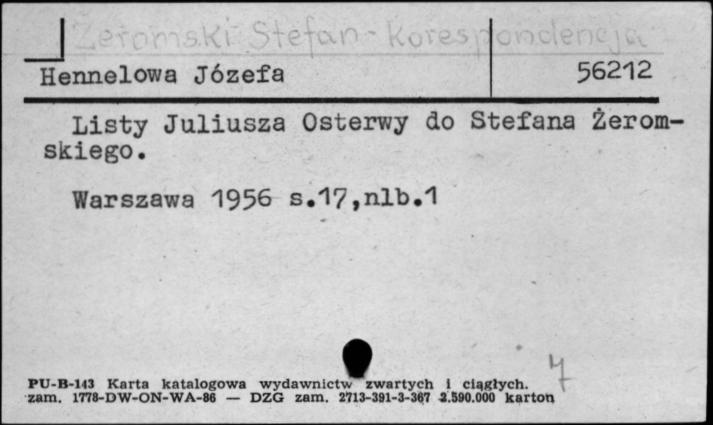 Żeromski Stefan - Korespondencja
Hennelowa Józefa 56212
Listy Juliusza Osterwy do Stefana Żerom-
skiego.
Warszawa 1956 s.17,nlb.1
7
PU-B-143 Karta katalogowa wydawnictw zwartych i ciągłych.
zam. 1778-DW-ON-WA-86 — DZG zam. 2713-391-3-367 2.590.000 karton